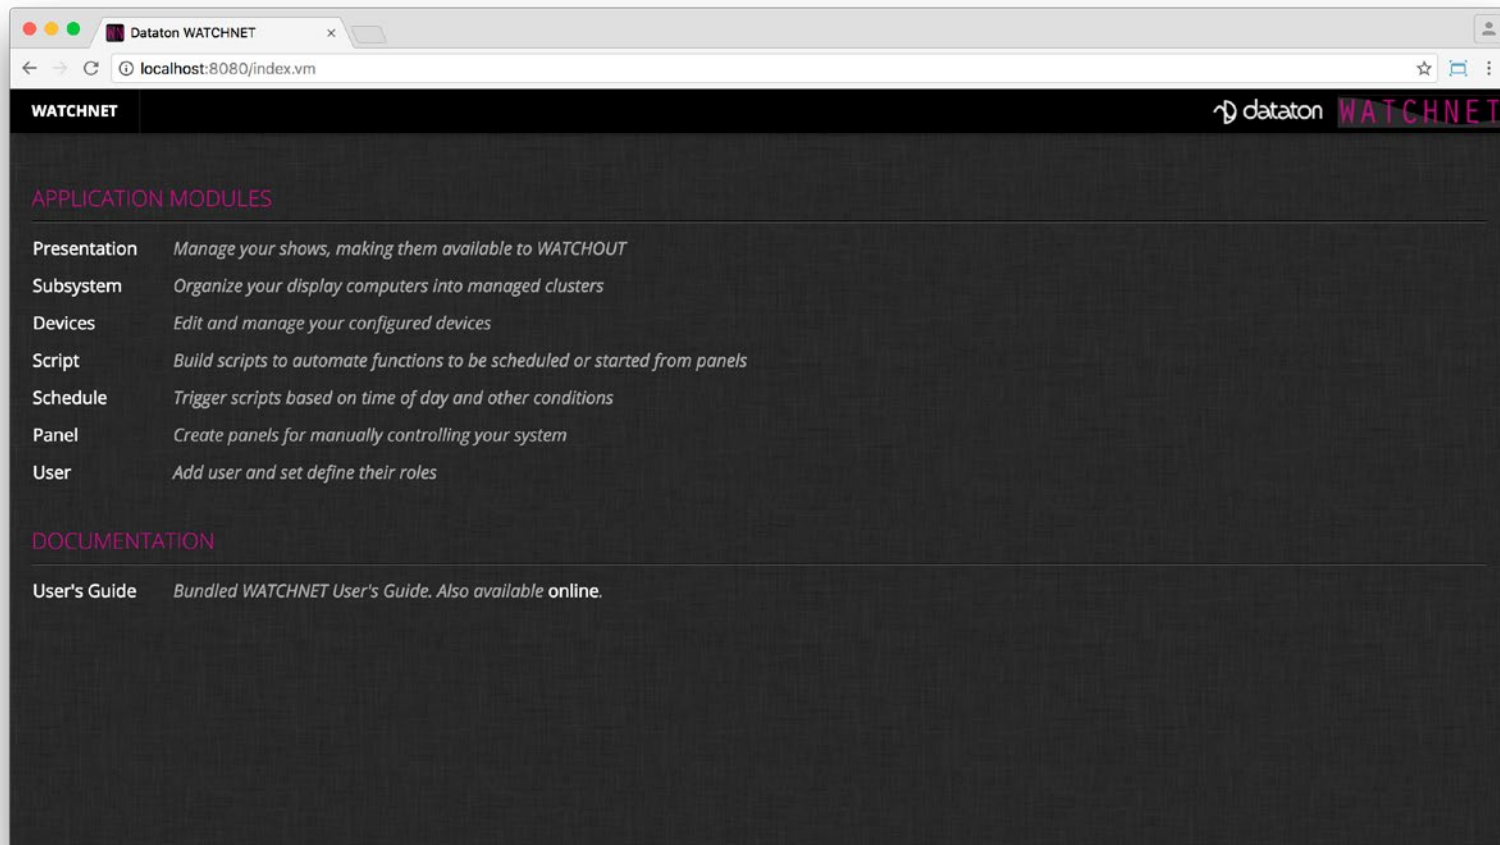 Dataton WATCHNET
localhost:8080/index.vm
WATCHNET
dataton WATCHNET
APPLICATION MODULES
Presentation Manage your shows, making them available to WATCHOUT
Subsystem Organize your display computers into managed clusters
Devices Edit and manage your configured devices
Script Build scripts to automate functions to be scheduled or started from panels
Schedule Trigger scripts based on time of day and other conditions
Panel Create panels for manually controlling your system
User Add user and set define their roles
DOCUMENTATION
User's Guide Bundled WATCHNET User's Guide. Also available online.